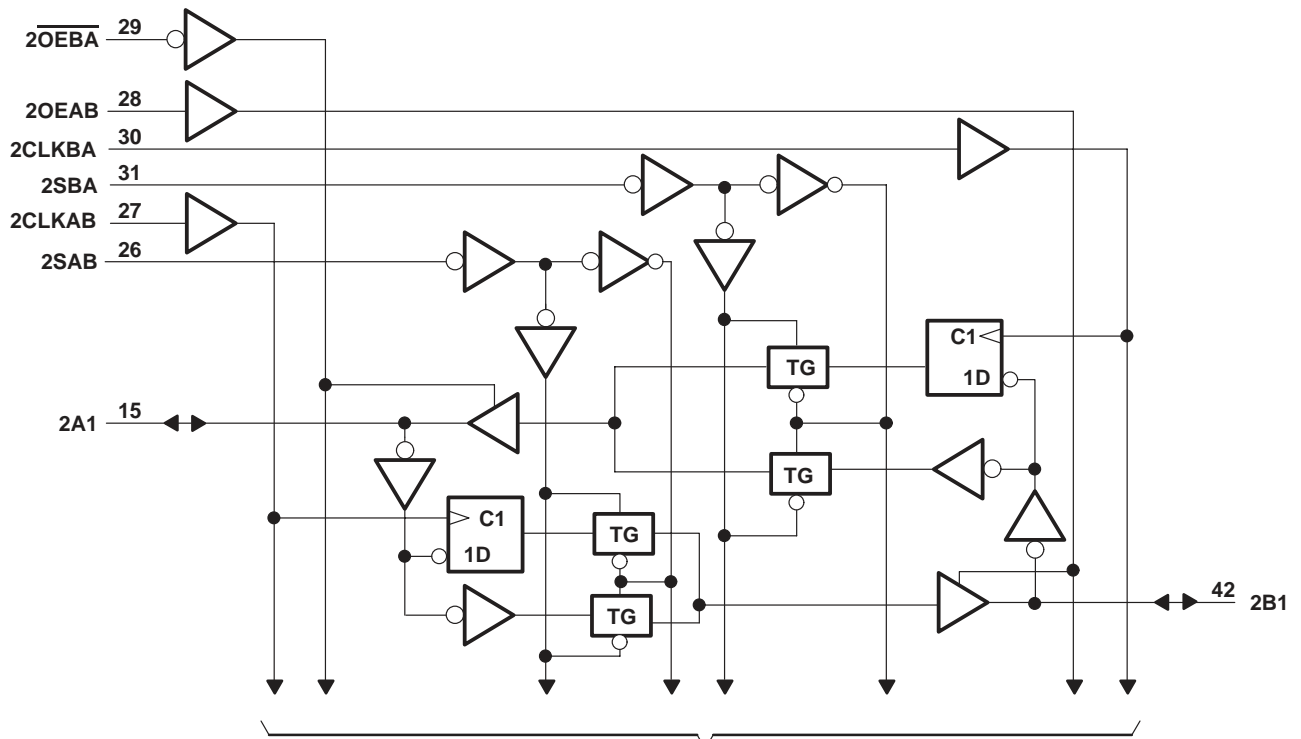 2O̅E̅B̅A̅ 29
2OEAB 28
2CLKBA 30
2SBA 31
2CLKAB 27
2SAB 26
C1
1D
TG
2A1 15
TG
C1
1D
TG
TG
42 2B1